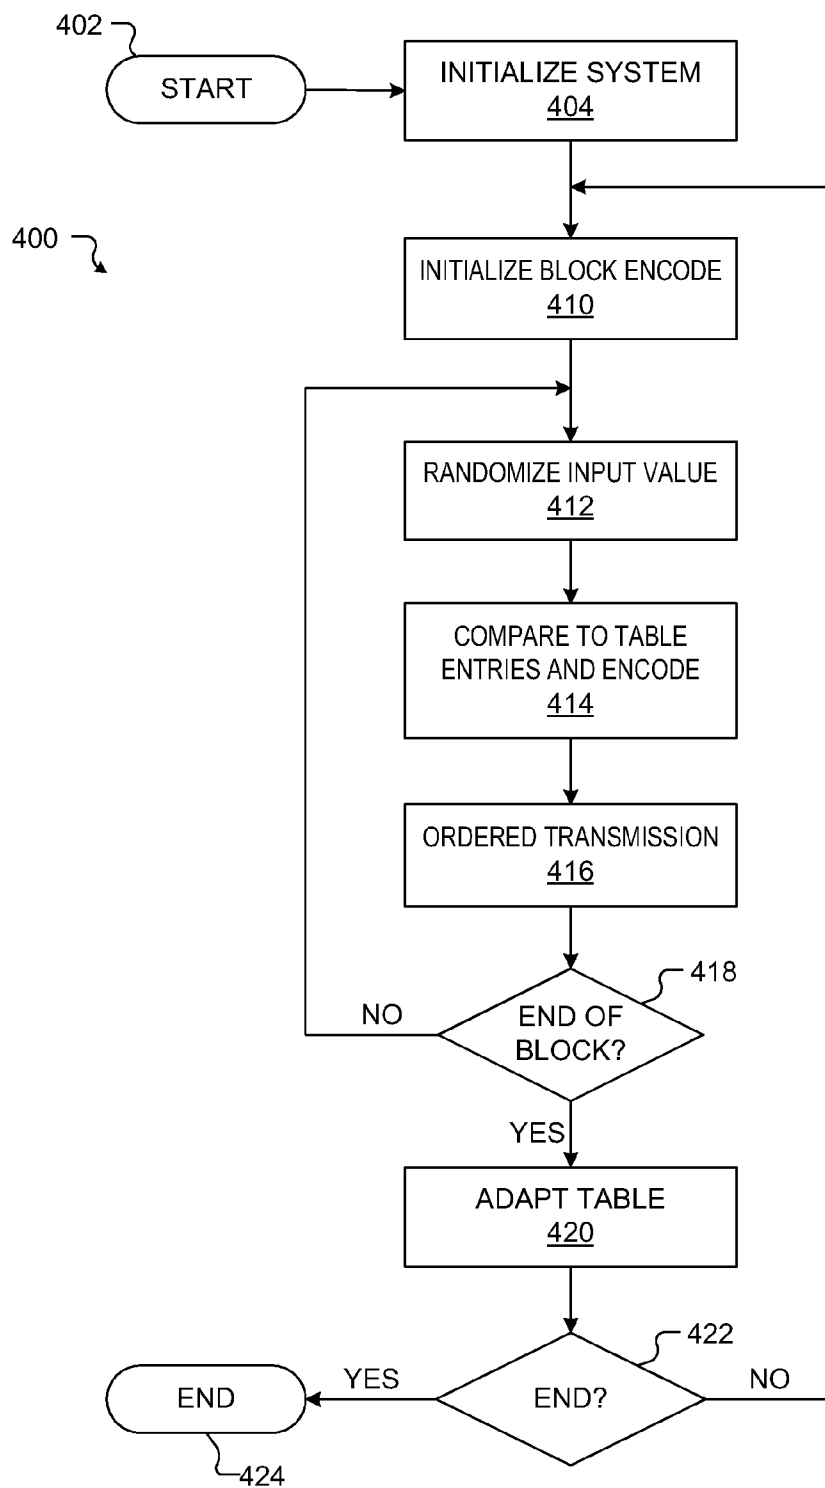 402
START
INITIALIZE SYSTEM
404
400
INITIALIZE BLOCK ENCODE
410
RANDOMIZE INPUT VALUE
412
COMPARE TO TABLE
ENTRIES AND ENCODE
414
ORDERED TRANSMISSION
416
418
END OF
BLOCK?
NO
YES
ADAPT TABLE
420
422
END?
YES
NO
END
424